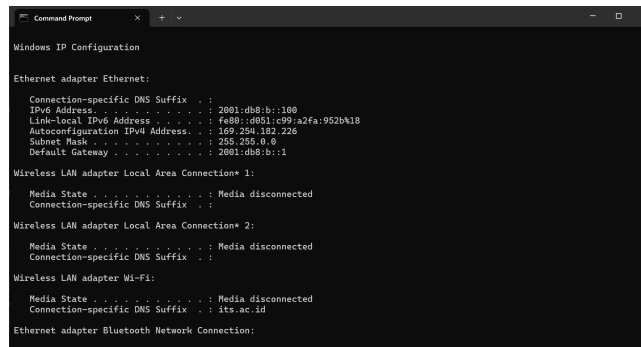 Command Prompt
Windows IP Configuration
Ethernet adapter Ethernet:
Connection-specific DNS Suffix . :
IPv6 Address. . . . . . . . . . . : 2001:db8:b::100
Link-local IPv6 Address . . . . . : fe80::d051:c99:a2fa:952b%18
Autoconfiguration IPv4 Address. . : 169.254.182.226
Subnet Mask . . . . . . . . . . . : 255.255.0.0
Default Gateway . . . . . . . . . : 2001:db8:b::1
Wireless LAN adapter Local Area Connection* 1:
Media State . . . . . . . . . . . : Media disconnected
Connection-specific DNS Suffix . :
Wireless LAN adapter Local Area Connection* 2:
Media State . . . . . . . . . . . : Media disconnected
Connection-specific DNS Suffix . :
Wireless LAN adapter Wi-Fi:
Media State . . . . . . . . . . . : Media disconnected
Connection-specific DNS Suffix . : its.ac.id
Ethernet adapter Bluetooth Network Connection: